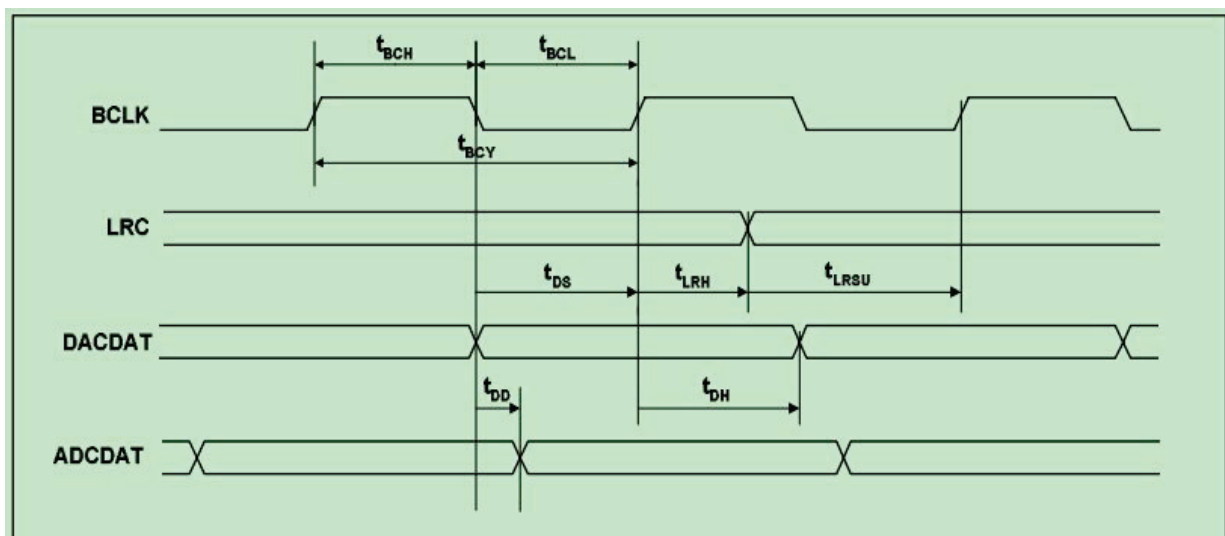 tBCH tBCL
BCLK
tBCY
LRC
tDS tLRH tLRSU
DACDAT
tDD tDH
ADCDAT